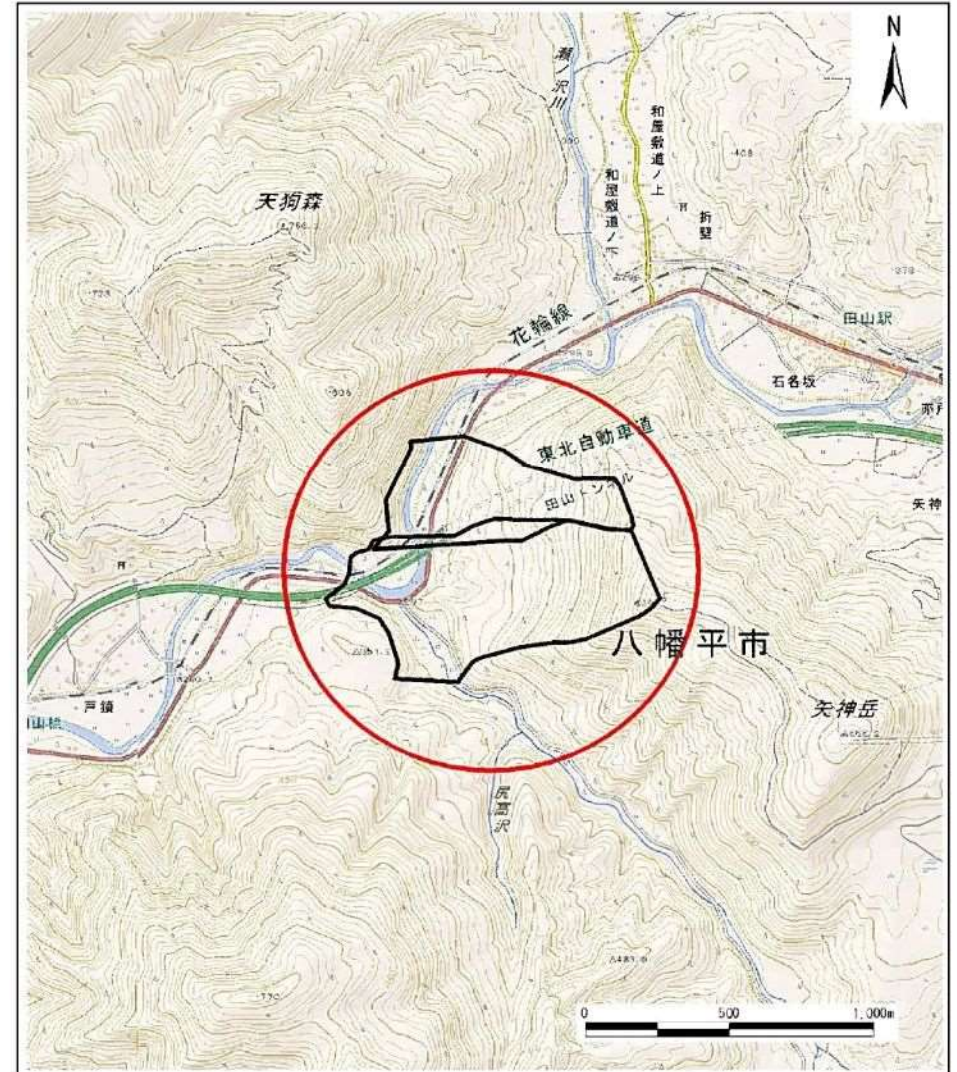 N
瀬ノ沢川
和屋敷道ノ上
・408
天狗森
和屋敷道ノ下
折壁
花輪線
田山駅
石名坂
東北自動車道
田山トンネル
矢神
八幡平市
矢神岳
戸鎖
尻高沢
・770
0
500
1,000m